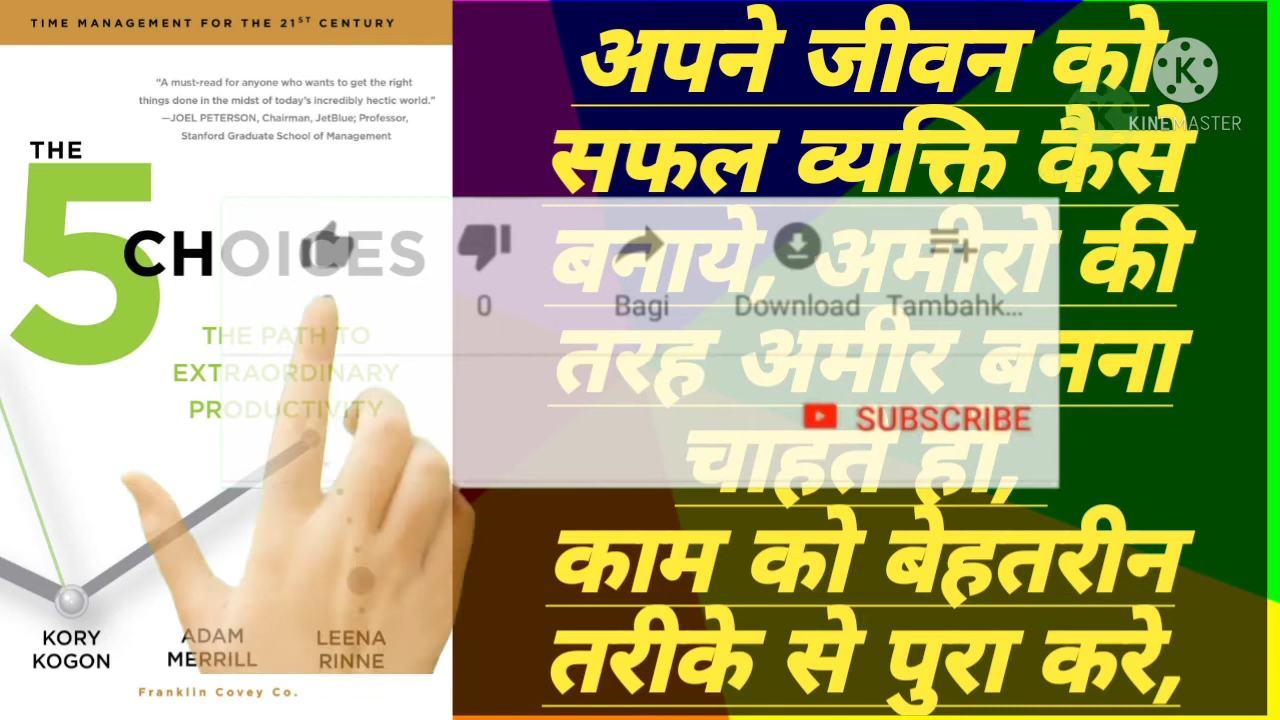 TIME MANAGEMENT FOR THE 21ST CENTURY
"A must-read for anyone who wants to get the right
things done in the midst of today's incredibly hectic world."
—JOEL PETERSON, Chairman, JetBlue; Professor,
Stanford Graduate School of Management
THE
5
CHOICES
THE PATH TO
EXTRAORDINARY
PRODUCTIVITY
KORY
KOGON
ADAM
MERRILL
LEENA
RINNE
Franklin Covey Co.
अपने जीवन को
सफल व्यक्ति कैसे
बनाये, अमीरो की
तरह अमीर बनना
चाहते हो,
काम को बेहतरीन
तरीके से पुरा करे,
K
KINEMASTER
0
Bagi
Download
Tambahk...
SUBSCRIBE